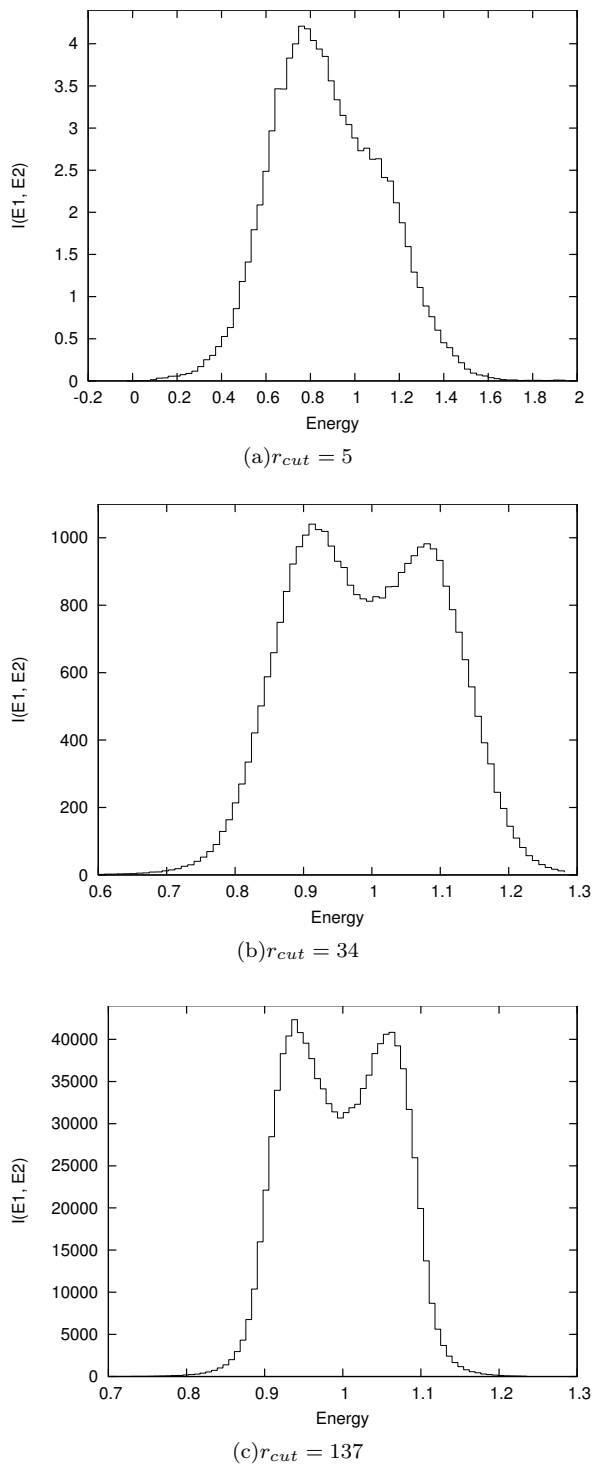 4
3.5
3
2.5
2
1.5
1
0.5
0
I(E1, E2)
-0.2 0 0.2 0.4 0.6 0.8 1 1.2 1.4 1.6 1.8 2
Energy
(a)r_cut = 5
1000
800
600
400
200
0
I(E1, E2)
0.6 0.7 0.8 0.9 1 1.1 1.2 1.3
Energy
(b)r_cut = 34
40000
35000
30000
25000
20000
15000
10000
5000
0
I(E1, E2)
0.7 0.8 0.9 1 1.1 1.2 1.3
Energy
(c)r_cut = 137